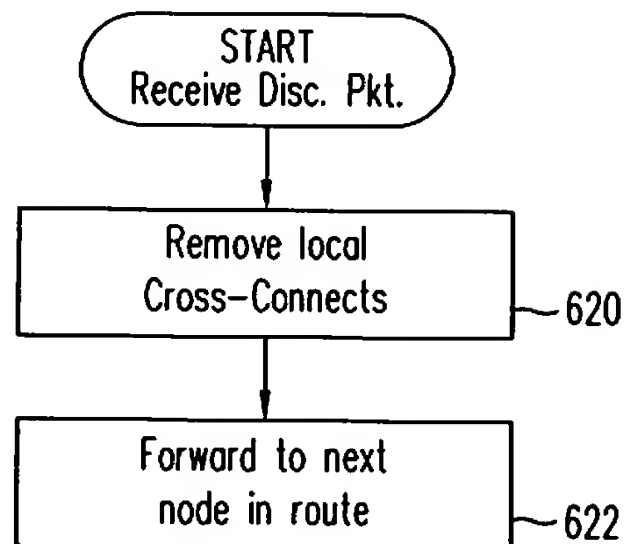 START
Receive Disc. Pkt.
Remove local
Cross-Connects
620
Forward to next
node in route
622